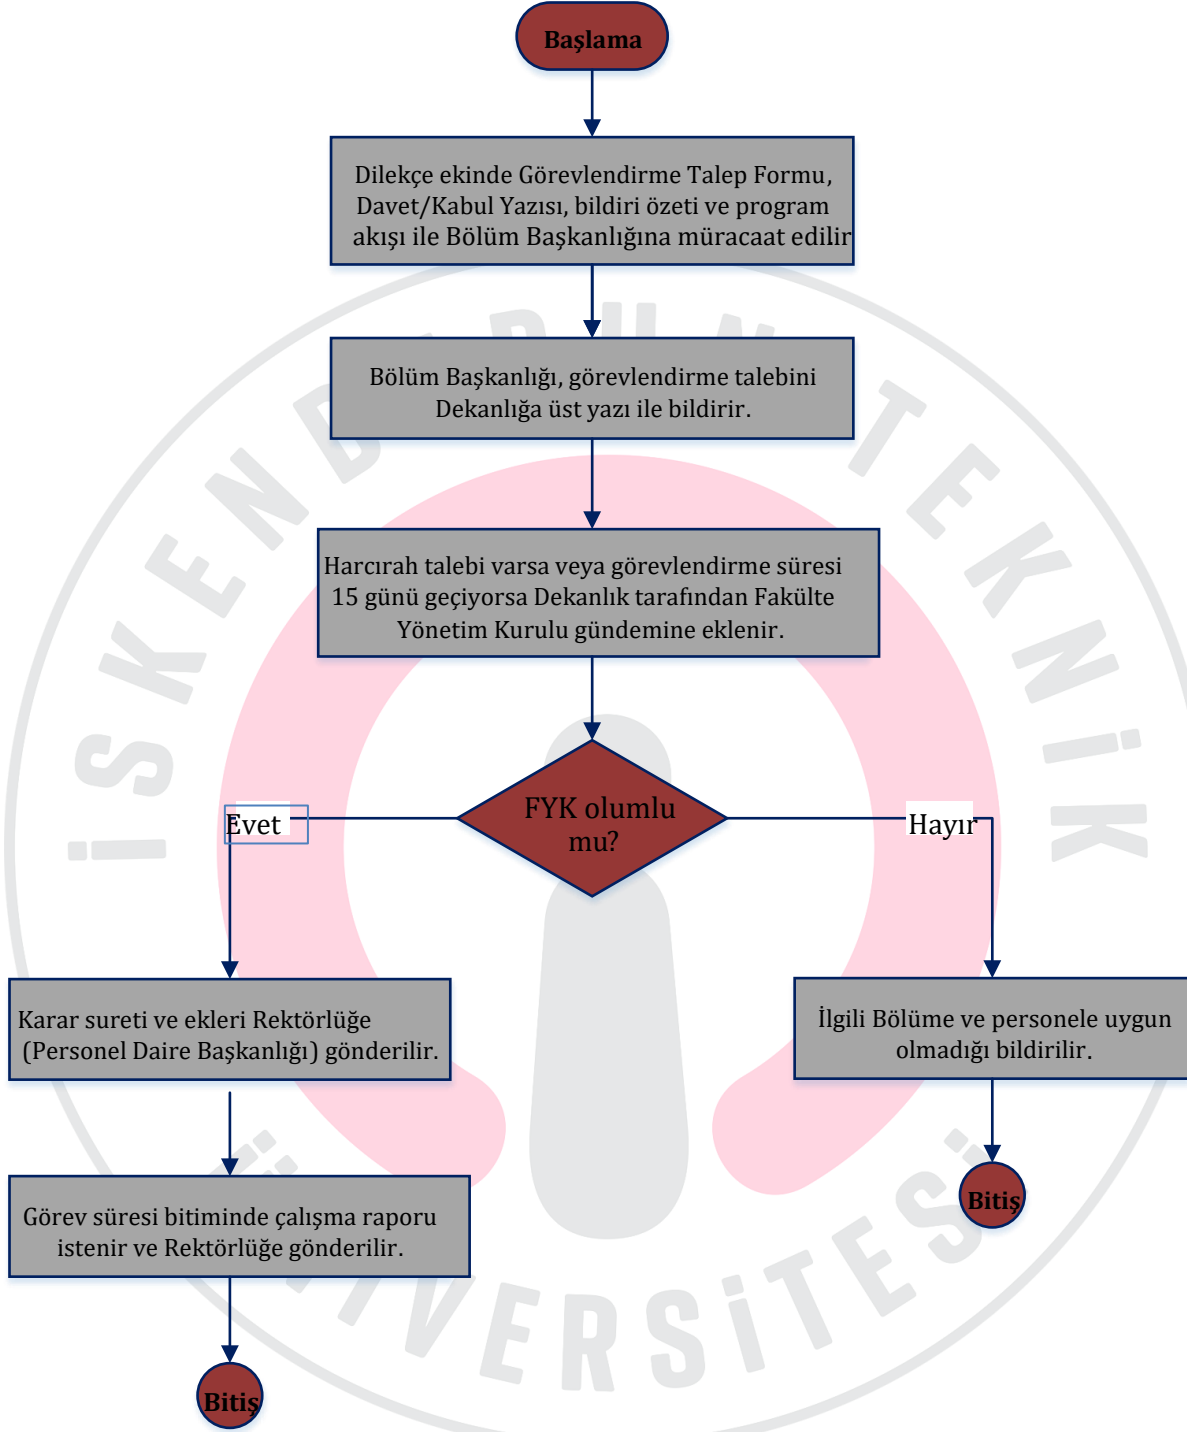 Başlama
Dilekçe ekinde Görevlendirme Talep Formu,
Davet/Kabul Yazısı, bildiri özeti ve program
akışı ile Bölüm Başkanlığına müracaat edilir
Bölüm Başkanlığı, görevlendirme talebini
Dekanlığa üst yazı ile bildirir.
Harcırah talebi varsa veya görevlendirme süresi
15 günü geçiyorsa Dekanlık tarafından Fakülte
Yönetim Kurulu gündemine eklenir.
FYK olumlu
mu?
Evet
Hayır
Karar sureti ve ekleri Rektörlüğe
(Personel Daire Başkanlığı) gönderilir.
İlgili Bölüme ve personele uygun
olmadığı bildirilir.
Görev süresi bitiminde çalışma raporu
istenir ve Rektörlüğe gönderilir.
Bitiş
Bitiş
İSKENDERUN TEKNİK
ÜNİVERSİTESİ